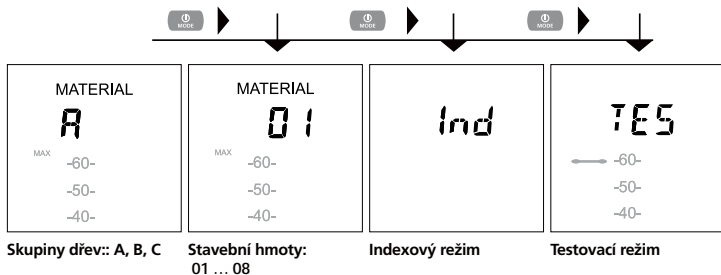 MODE MODE MODE
MATERIAL
A
MAX -60-
-50-
-40-
Skupiny dřev:: A, B, C
MATERIAL
01
MAX -60-
-50-
-40-
Stavební hmoty:
01 … 08
Ind
Indexový režim
TES
-60-
-50-
-40-
Testovací režim